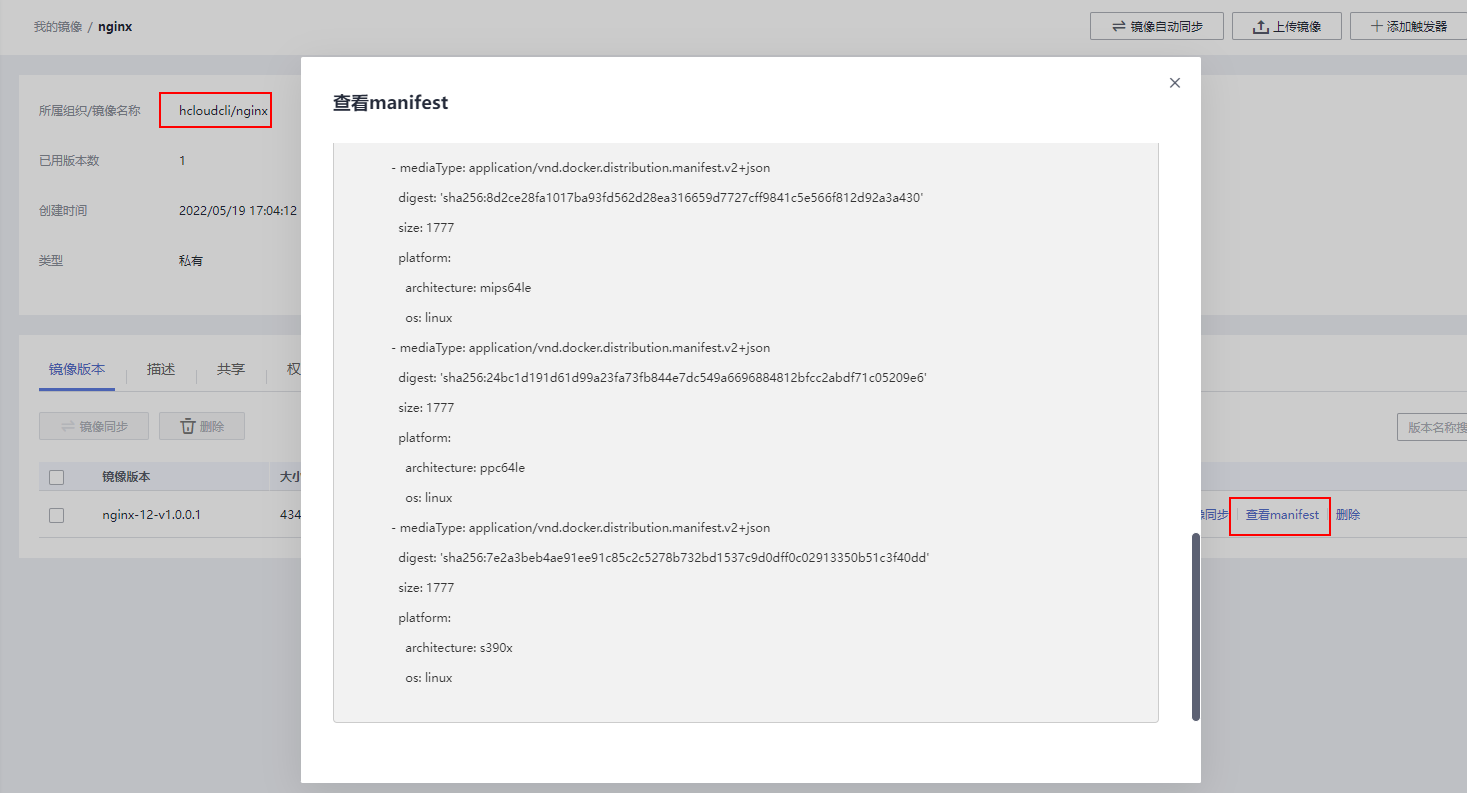 我的镜像 / nginx
镜像自动同步
上传镜像
添加触发器
所属组织/镜像名称
hcloudcli/nginx
已用版本数
1
创建时间
2022/05/19 17:04:12
类型
私有
镜像版本
描述
共享
权
镜像同步
删除
版本名称搜
镜像版本
大小
nginx-12-v1.0.0.1
434
同步
查看manifest
删除
查看manifest
- mediaType: application/vnd.docker.distribution.manifest.v2+json
digest: 'sha256:8d2ce28fa1017ba93fd562d28ea316659d7727cff9841c5e566f812d92a3a430'
size: 1777
platform:
architecture: mips64le
os: linux
- mediaType: application/vnd.docker.distribution.manifest.v2+json
digest: 'sha256:24bc1d191d61d99a23fa73fb844e7dc549a6696884812bfcc2abdf71c05209e6'
size: 1777
platform:
architecture: ppc64le
os: linux
- mediaType: application/vnd.docker.distribution.manifest.v2+json
digest: 'sha256:7e2a3beb4ae91ee91c85c2c5278b732bd1537c9d0dff0c02913350b51c3f40dd'
size: 1777
platform:
architecture: s390x
os: linux